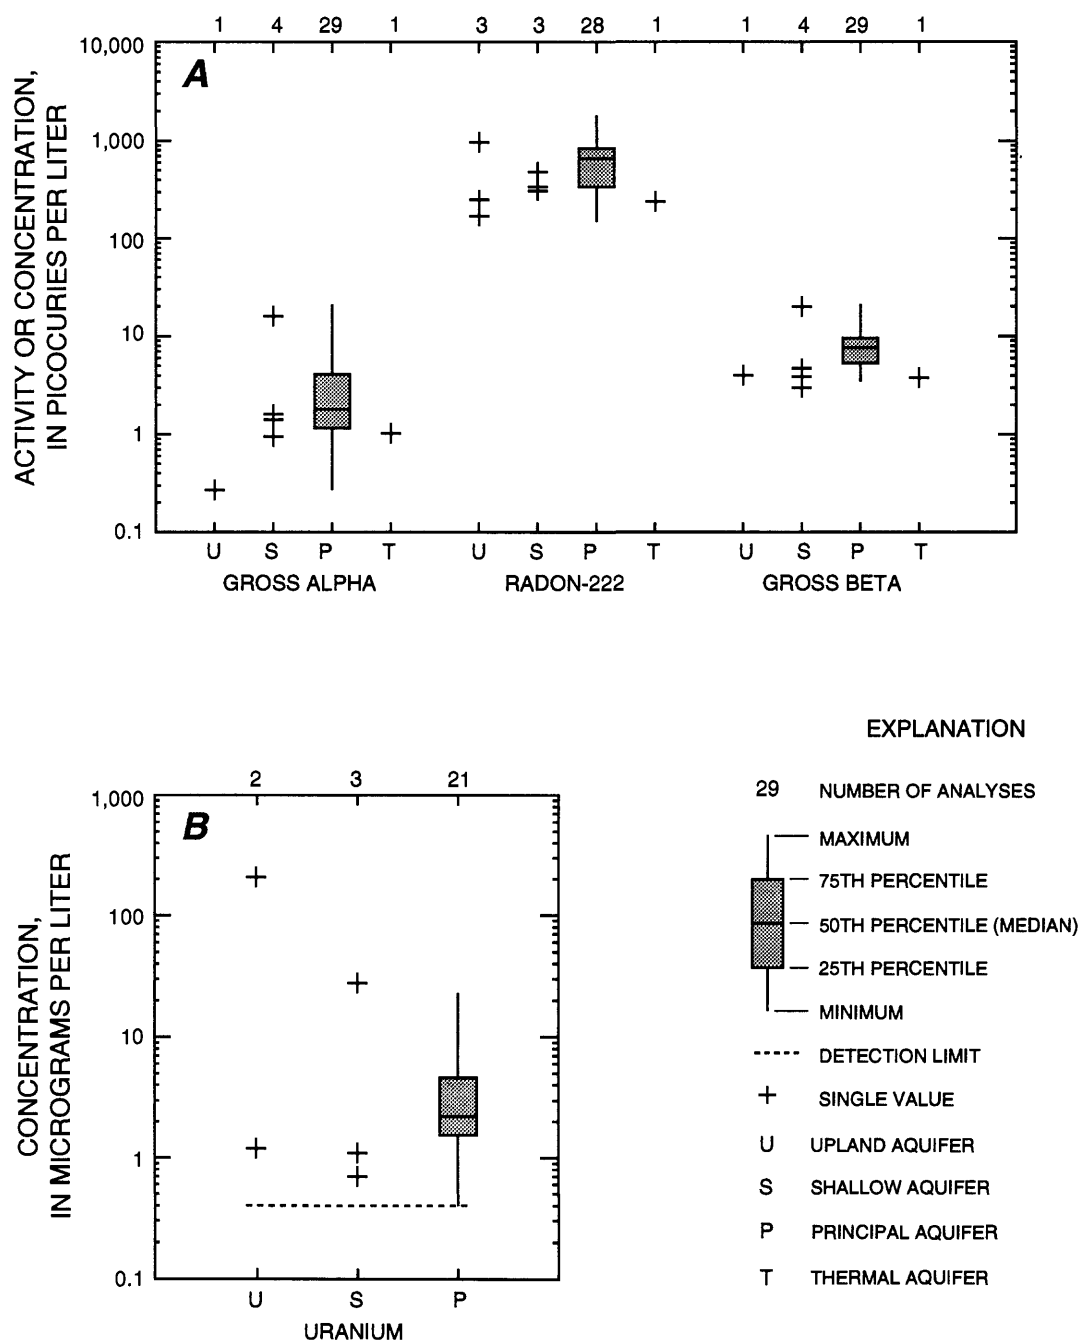 1 4 29 1 3 3 28 1 1 4 29 1
10,000
1,000
100
10
1
0.1
A
ACTIVITY OR CONCENTRATION,
IN PICOCURIES PER LITER
U S P T U S P T U S P T
GROSS ALPHA RADON-222 GROSS BETA
2 3 21
1,000
100
10
1
0.1
B
CONCENTRATION,
IN MICROGRAMS PER LITER
U S P
URANIUM
EXPLANATION
29 NUMBER OF ANALYSES
MAXIMUM
75TH PERCENTILE
50TH PERCENTILE (MEDIAN)
25TH PERCENTILE
MINIMUM
DETECTION LIMIT
SINGLE VALUE
U UPLAND AQUIFER
S SHALLOW AQUIFER
P PRINCIPAL AQUIFER
T THERMAL AQUIFER